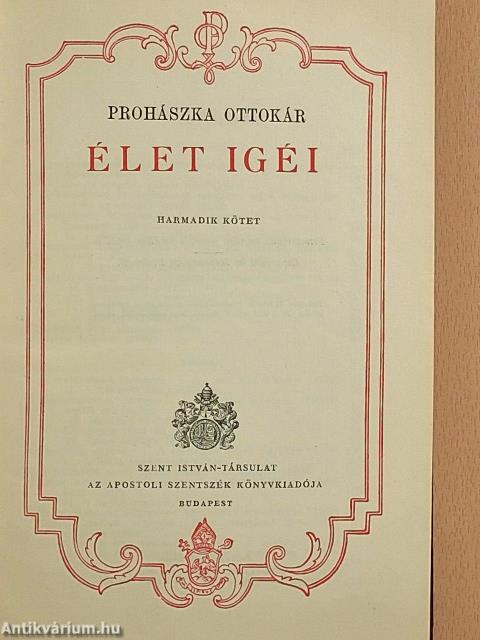 PROHÁSZKA OTTOKÁR
ÉLET IGÉI
HARMADIK KÖTET
SZENT ISTVÁN-TÁRSULAT
AZ APOSTOLI SZENTSZÉK KÖNYVKIADÓJA
BUDAPEST
Antikvárium.hu